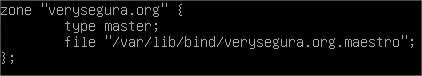 zone "verysegura.org" {
        type master;
        file "/var/lib/bind/verysegura.org.maestro";
};